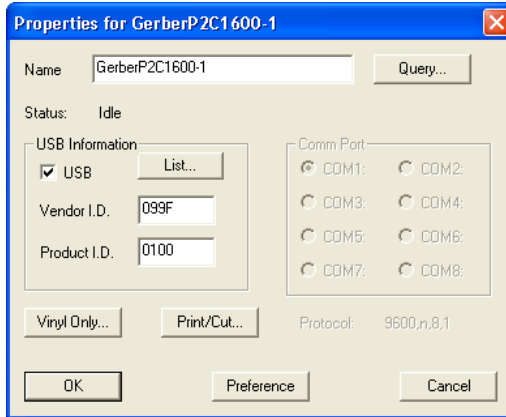 Properties for GerberP2C1600-1
Name GerberP2C1600-1 Query...
Status: Idle
USB Information
USB List...
Vendor I.D. 099F
Product I.D. 0100
Comm Port
COM1: COM2:
COM3: COM4:
COM5: COM6:
COM7: COM8:
Vinyl Only... Print/Cut... Protocol: 9600,n,8,1
OK Preference Cancel